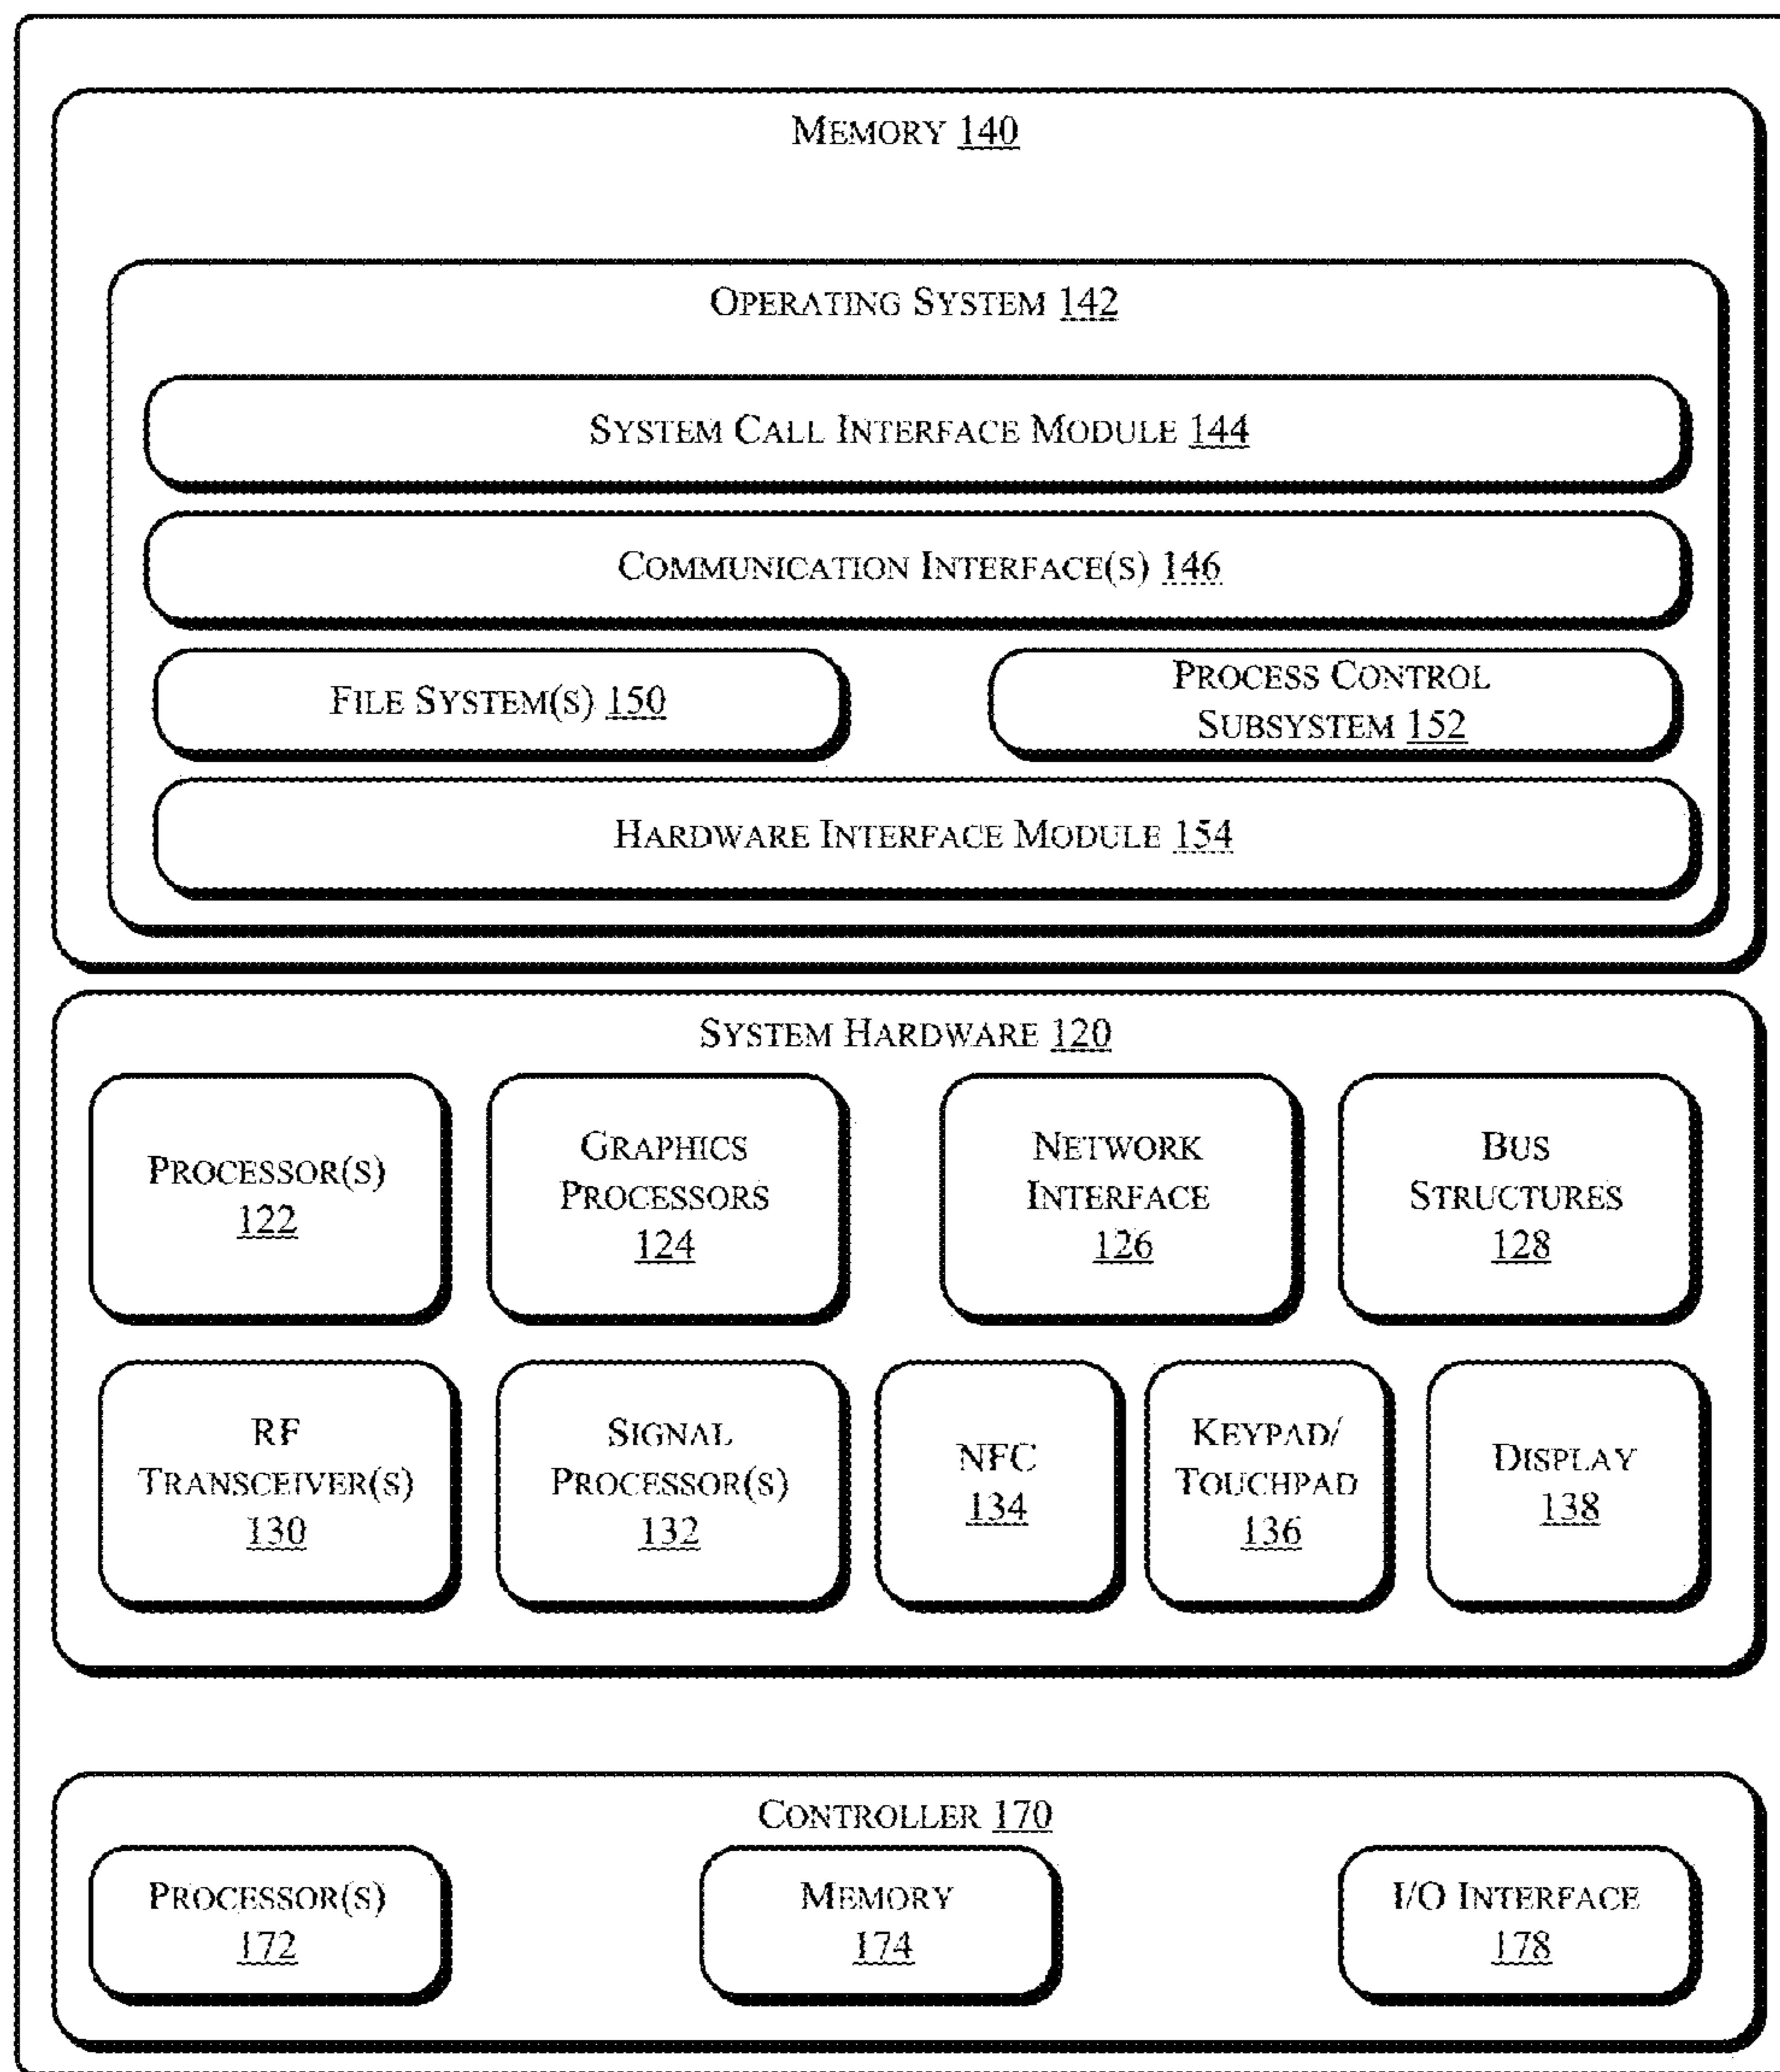 MEMORY 140
OPERATING SYSTEM 142
SYSTEM CALL INTERFACE MODULE 144
COMMUNICATION INTERFACE(S) 146
FILE SYSTEM(S) 150
PROCESS CONTROL
SUBSYSTEM 152
HARDWARE INTERFACE MODULE 154
SYSTEM HARDWARE 120
PROCESSOR(S)
122
GRAPHICS
PROCESSORS
124
NETWORK
INTERFACE
126
BUS
STRUCTURES
128
RF
TRANSCEIVER(S)
130
SIGNAL
PROCESSOR(S)
132
NFC
134
KEYPAD/
TOUCHPAD
136
DISPLAY
138
CONTROLLER 170
PROCESSOR(S)
172
MEMORY
174
I/O INTERFACE
178